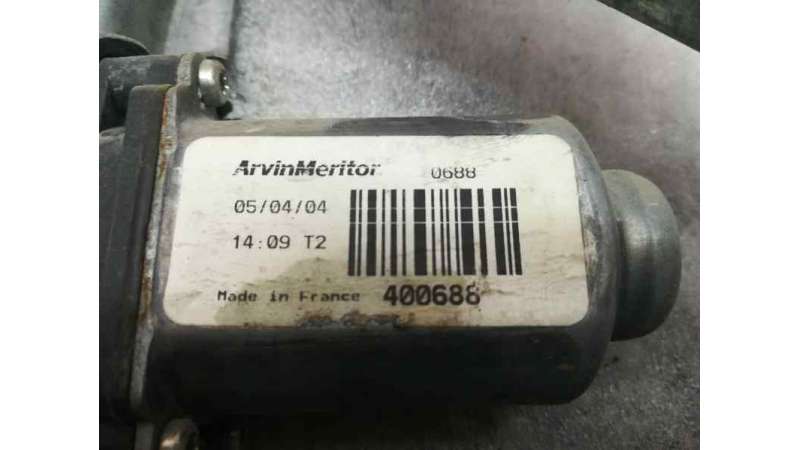 ArvinMeritor 0688
05/04/04
14:09 T2
Made in France 400688